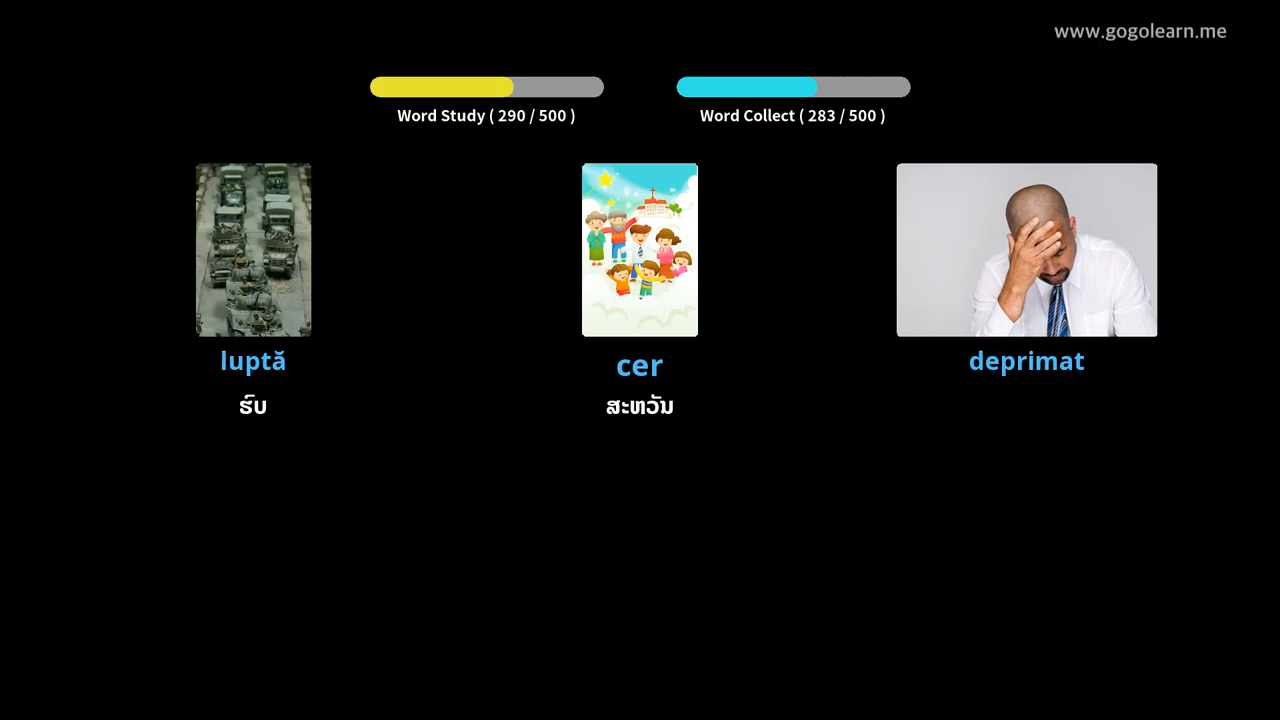 www.gogolearn.me
Word Study ( 290 / 500 )
Word Collect ( 283 / 500 )
luptă
cer
deprimat
ຮົບ
ສະຫວັນ